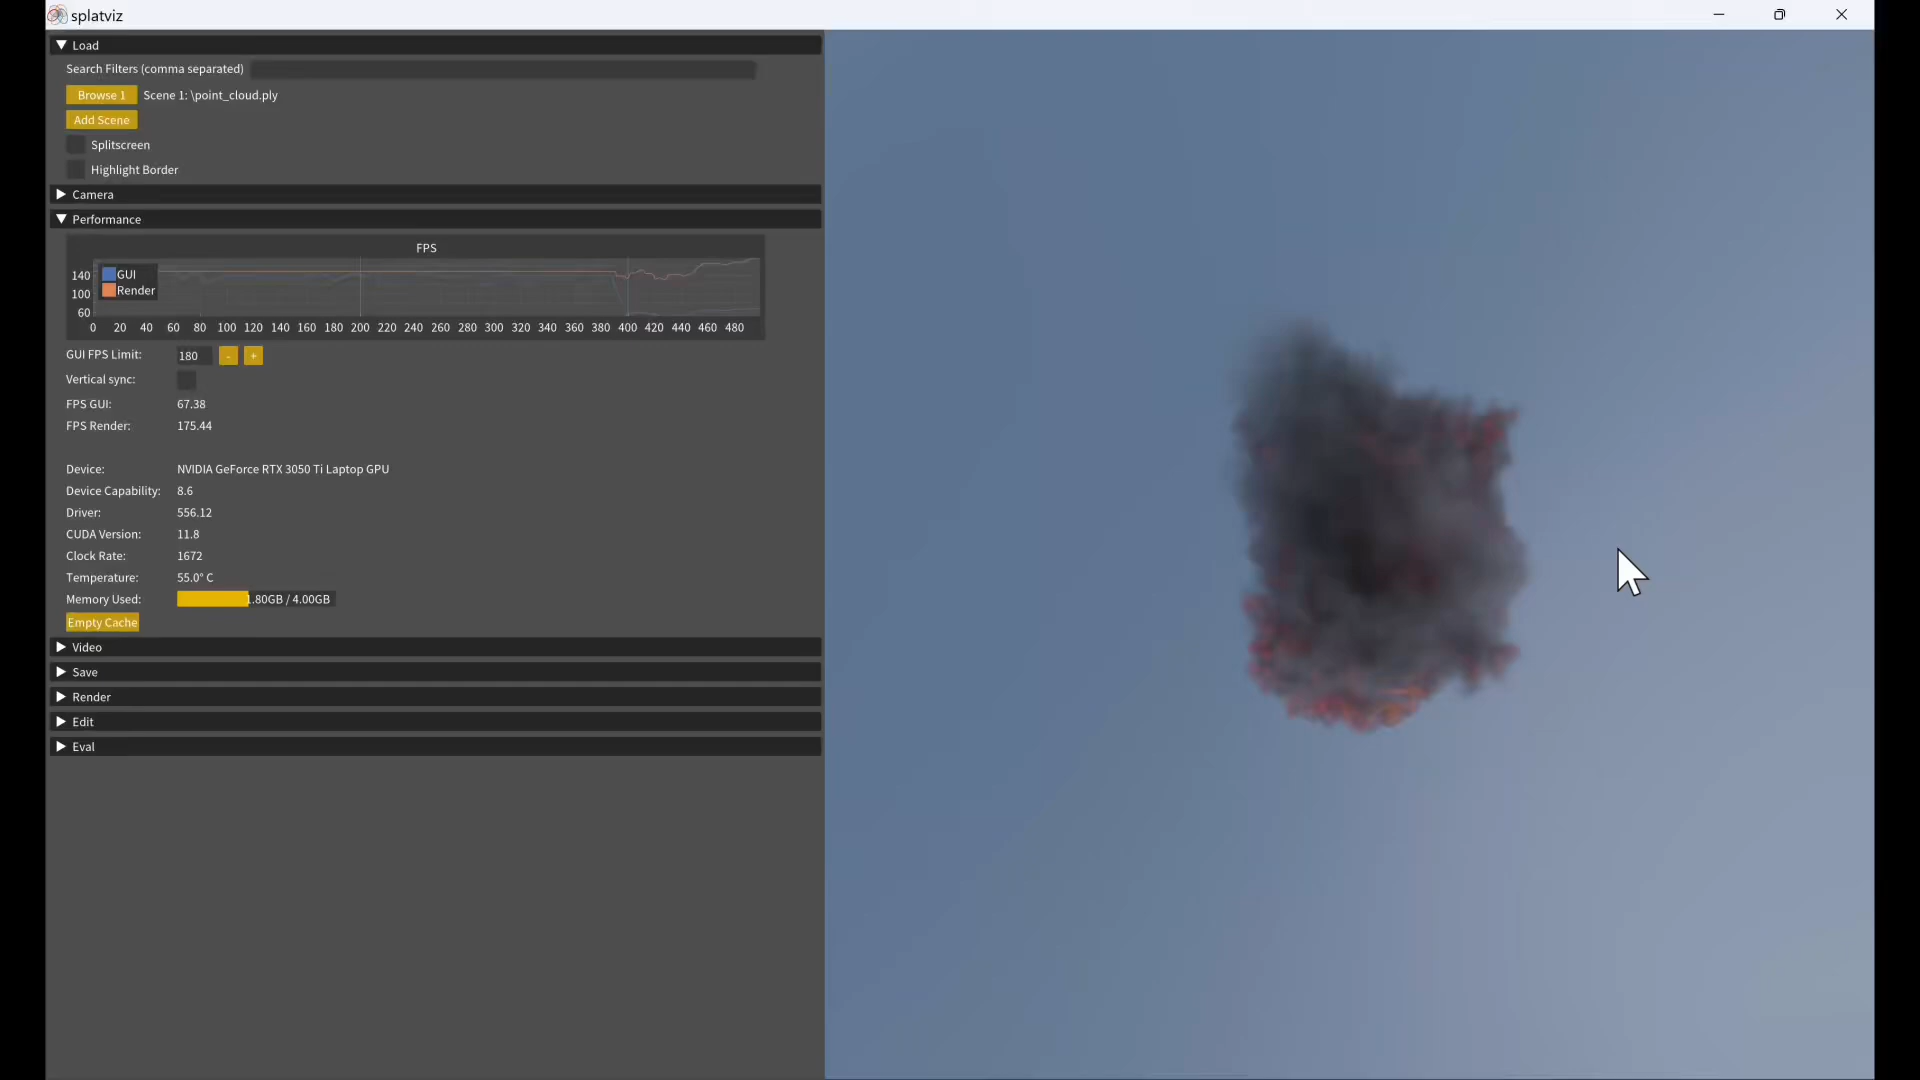 splatviz
Load
Search Filters (comma separated)
Browse 1 Scene 1: \point_cloud.ply
Add Scene
Splitscreen
Highlight Border
Camera
Performance
FPS
GUI
Render
140
100
60
0 20 40 60 80 100 120 140 160 180 200 220 240 260 280 300 320 340 360 380 400 420 440 460 480
GUI FPS Limit: 180 - +
Vertical sync:
FPS GUI: 67.38
FPS Render: 175.44
Device: NVIDIA GeForce RTX 3050 Ti Laptop GPU
Device Capability: 8.6
Driver: 556.12
CUDA Version: 11.8
Clock Rate: 1672
Temperature: 55.0° C
Memory Used: 1.80GB / 4.00GB
Empty Cache
Video
Save
Render
Edit
Eval